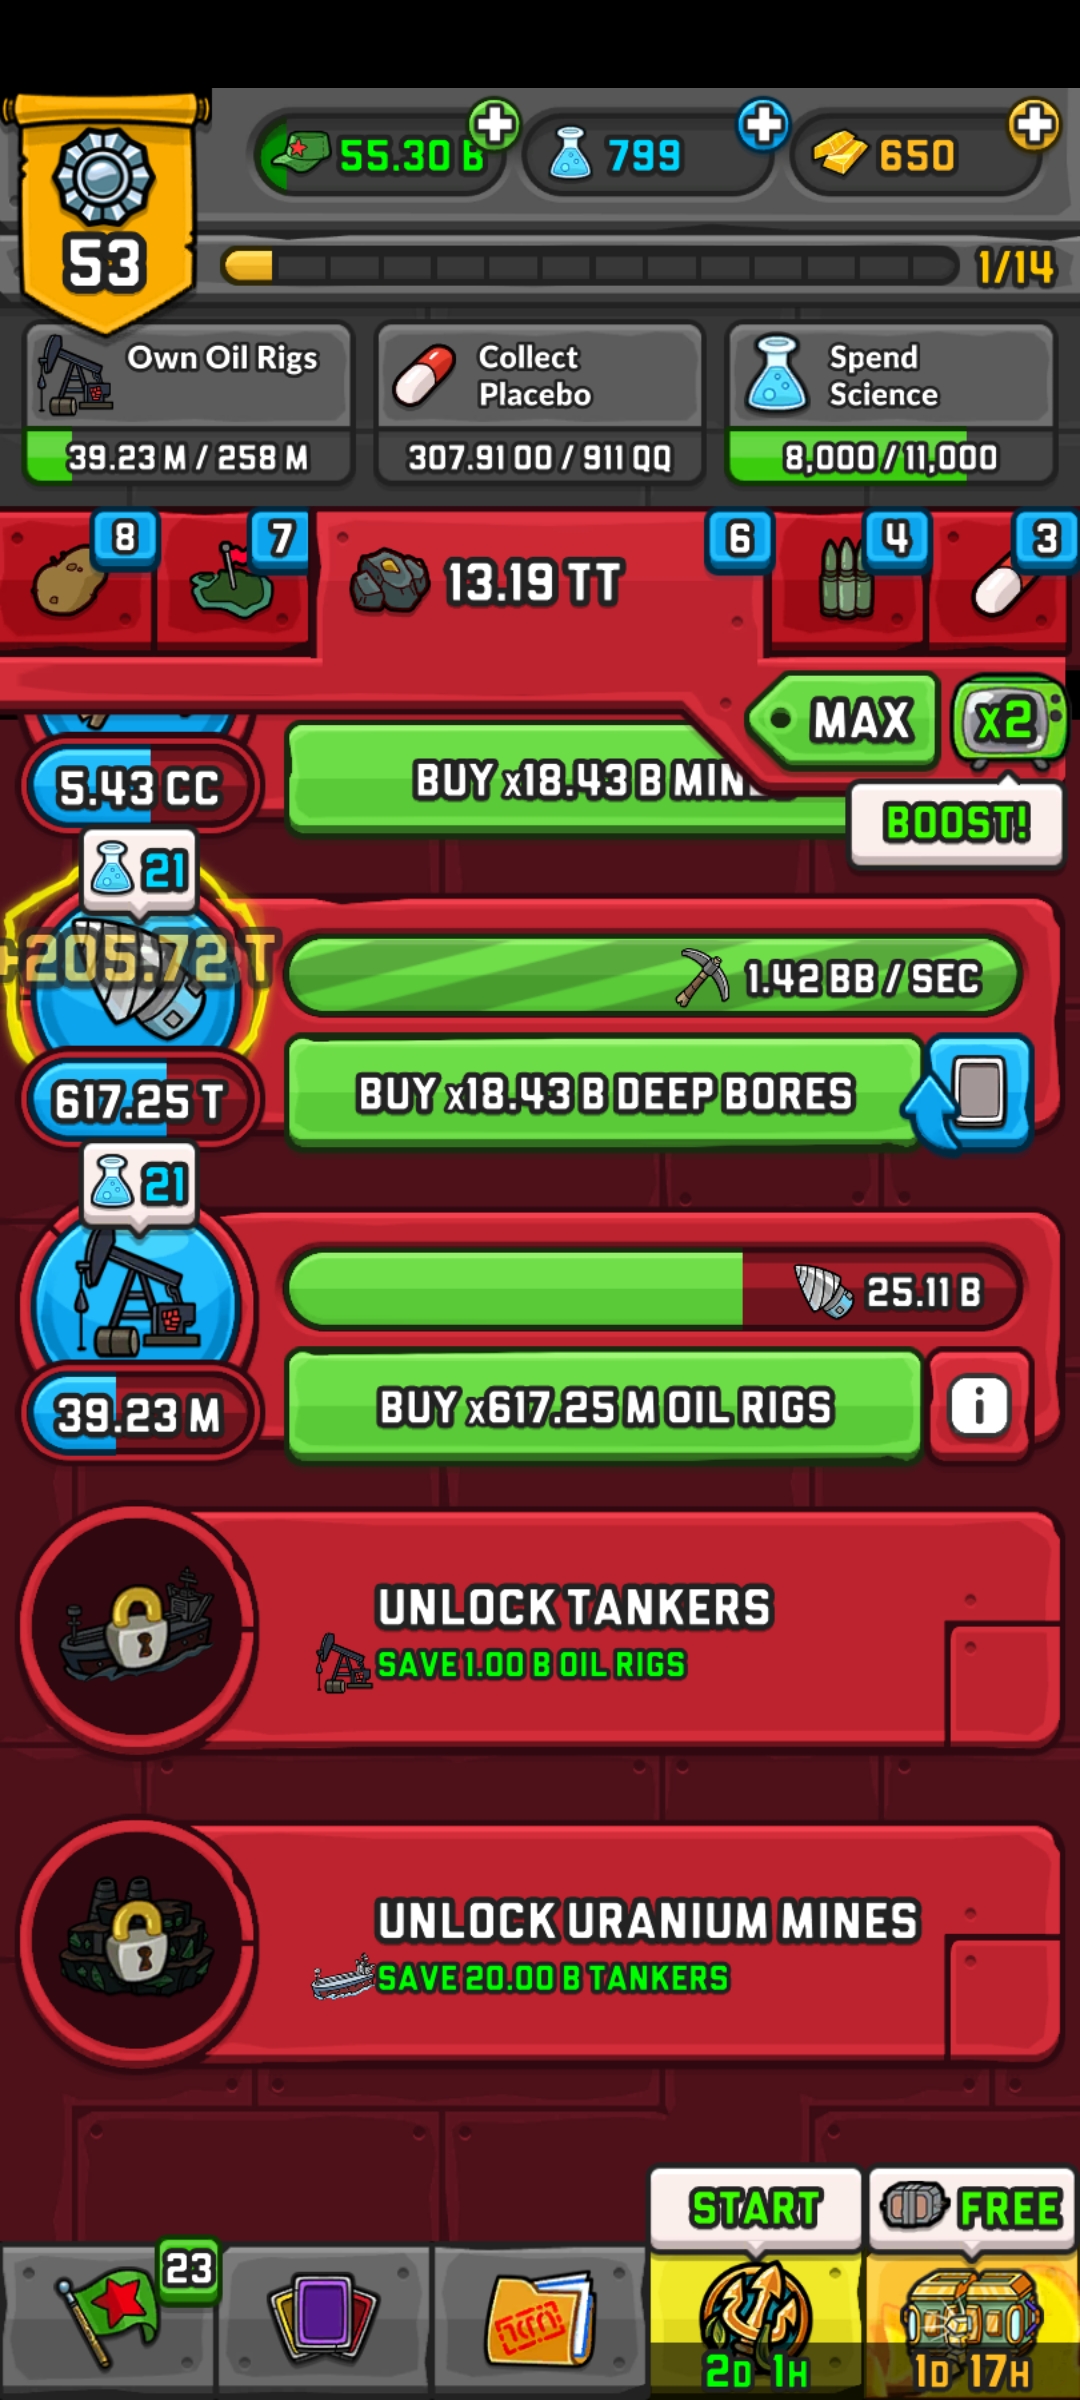 55.30 B
799
650
53
1/14
Own Oil Rigs
39.23 M / 258 M
Collect
Placebo
307.91 OO / 911 QQ
Spend
Science
8,000 / 11,000
8
7
13.19 TT
6
4
3
MAX
x2
BOOST!
5.43 CC
BUY x18.43 B
21
205.72 T
1.42 BB / SEC
617.25 T
BUY x18.43 B DEEP BORES
21
25.11 B
39.23 M
BUY x617.25 M OIL RIGS
i
UNLOCK TANKERS
SAVE 1.00 B OIL RIGS
UNLOCK URANIUM MINES
SAVE 20.00 B TANKERS
START
FREE
23
2D 1H
1D 17H